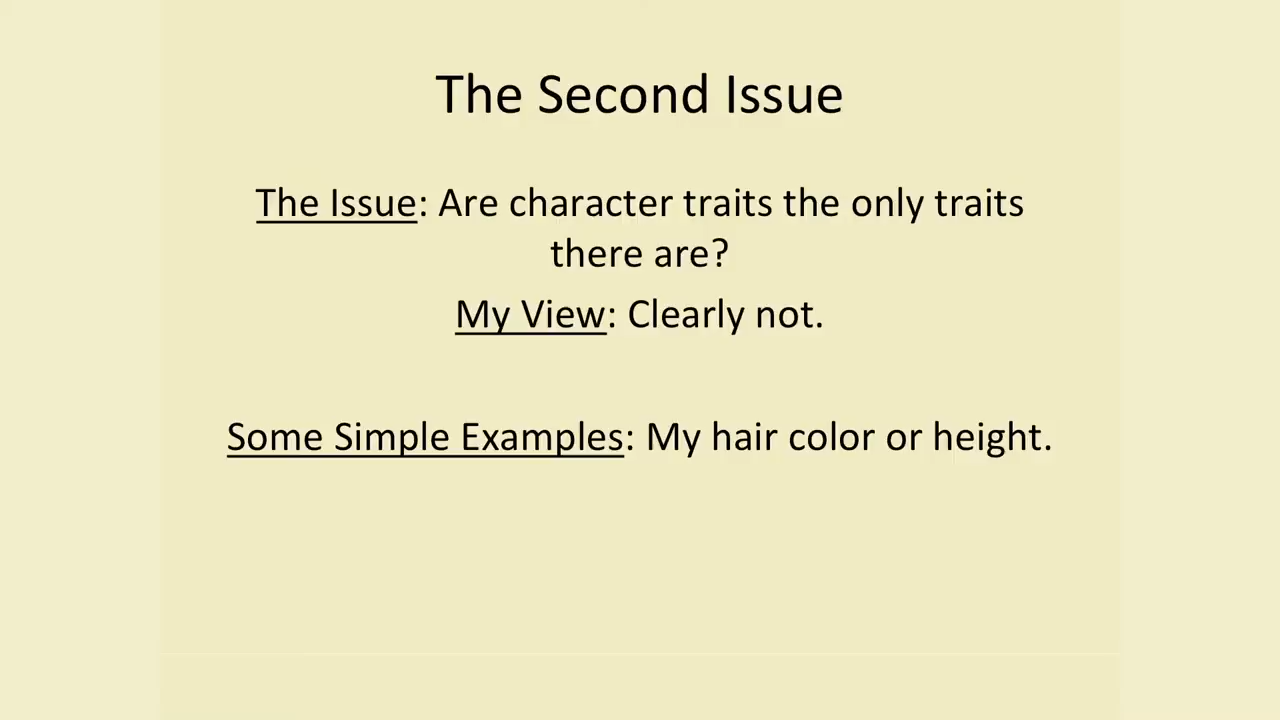 The Second Issue
The Issue: Are character traits the only traits
there are?
My View: Clearly not.
Some Simple Examples: My hair color or height.